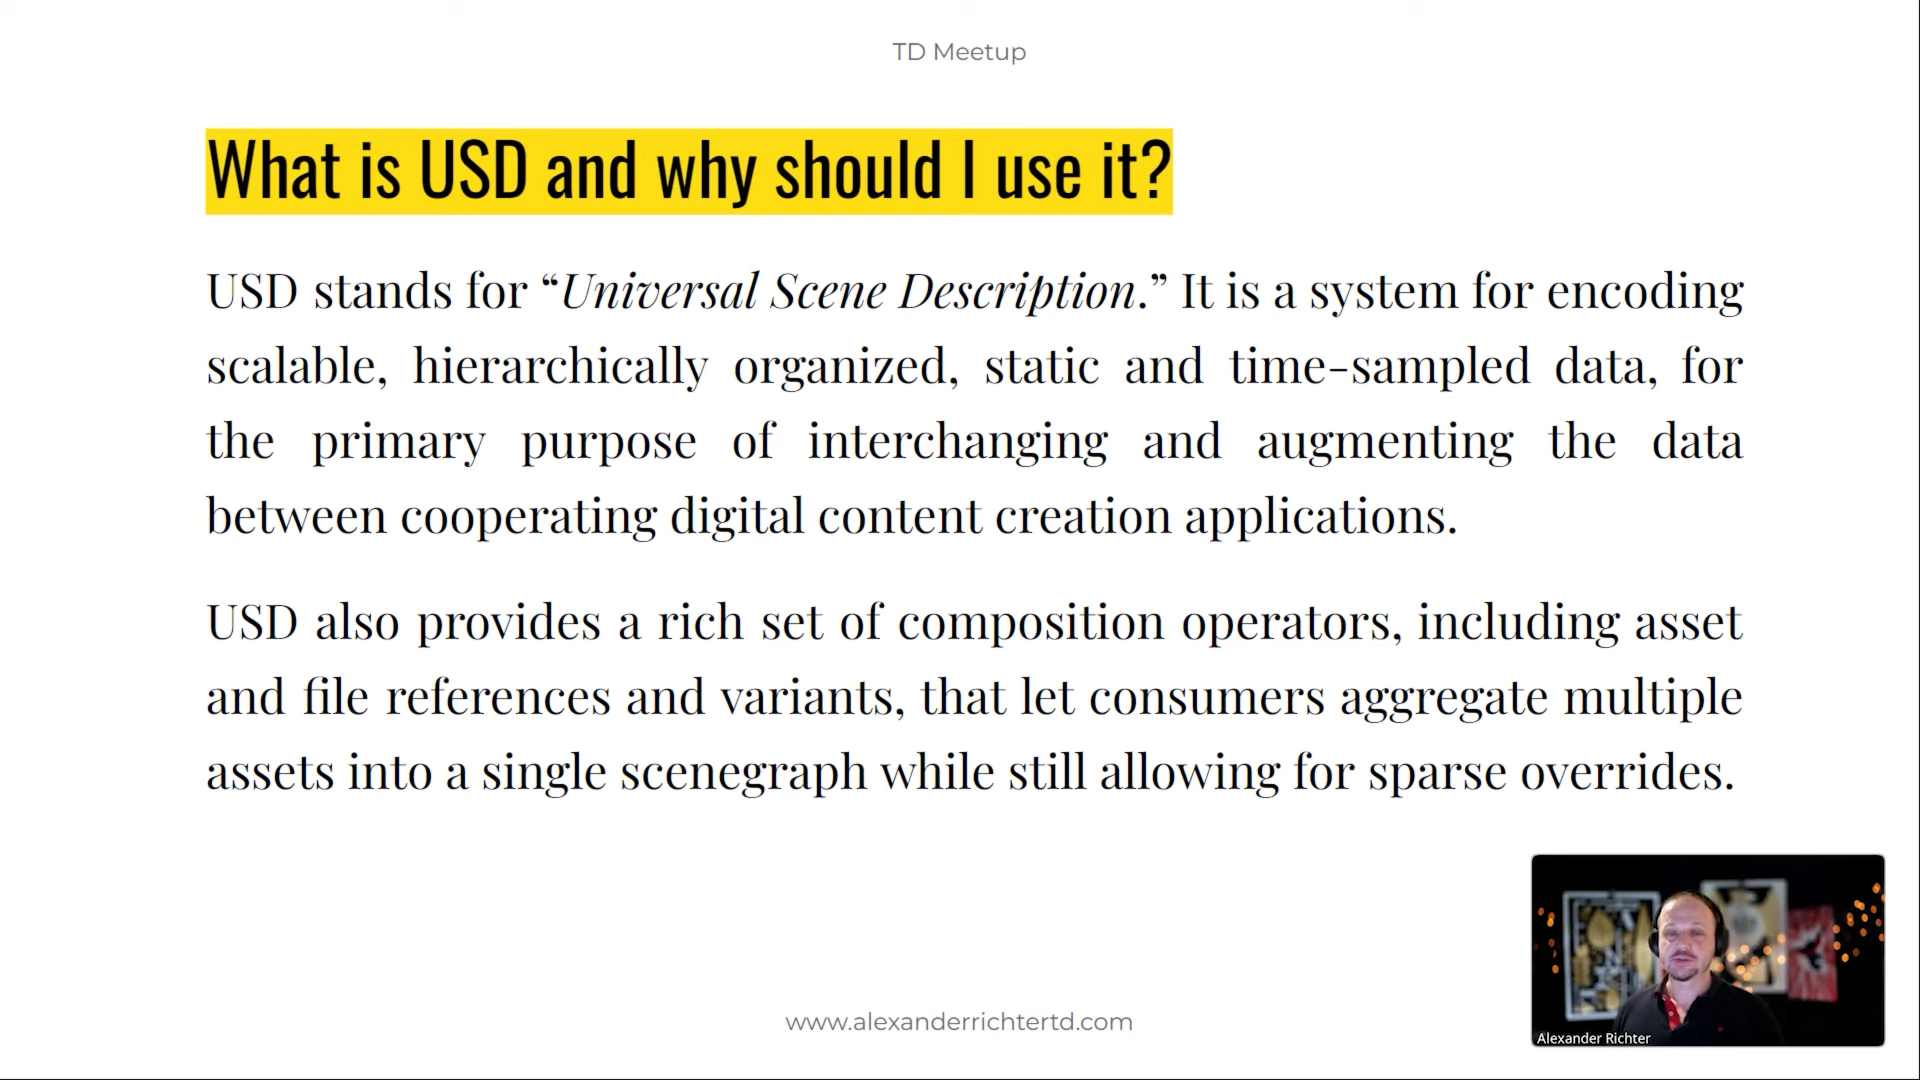 TD Meetup
What is USD and why should I use it?
USD stands for “Universal Scene Description.” It is a system for encoding
scalable, hierarchically organized, static and time-sampled data, for
the primary purpose of interchanging and augmenting the data
between cooperating digital content creation applications.
USD also provides a rich set of composition operators, including asset
and file references and variants, that let consumers aggregate multiple
assets into a single scenegraph while still allowing for sparse overrides.
www.alexanderrichtertd.com
Alexander Richter